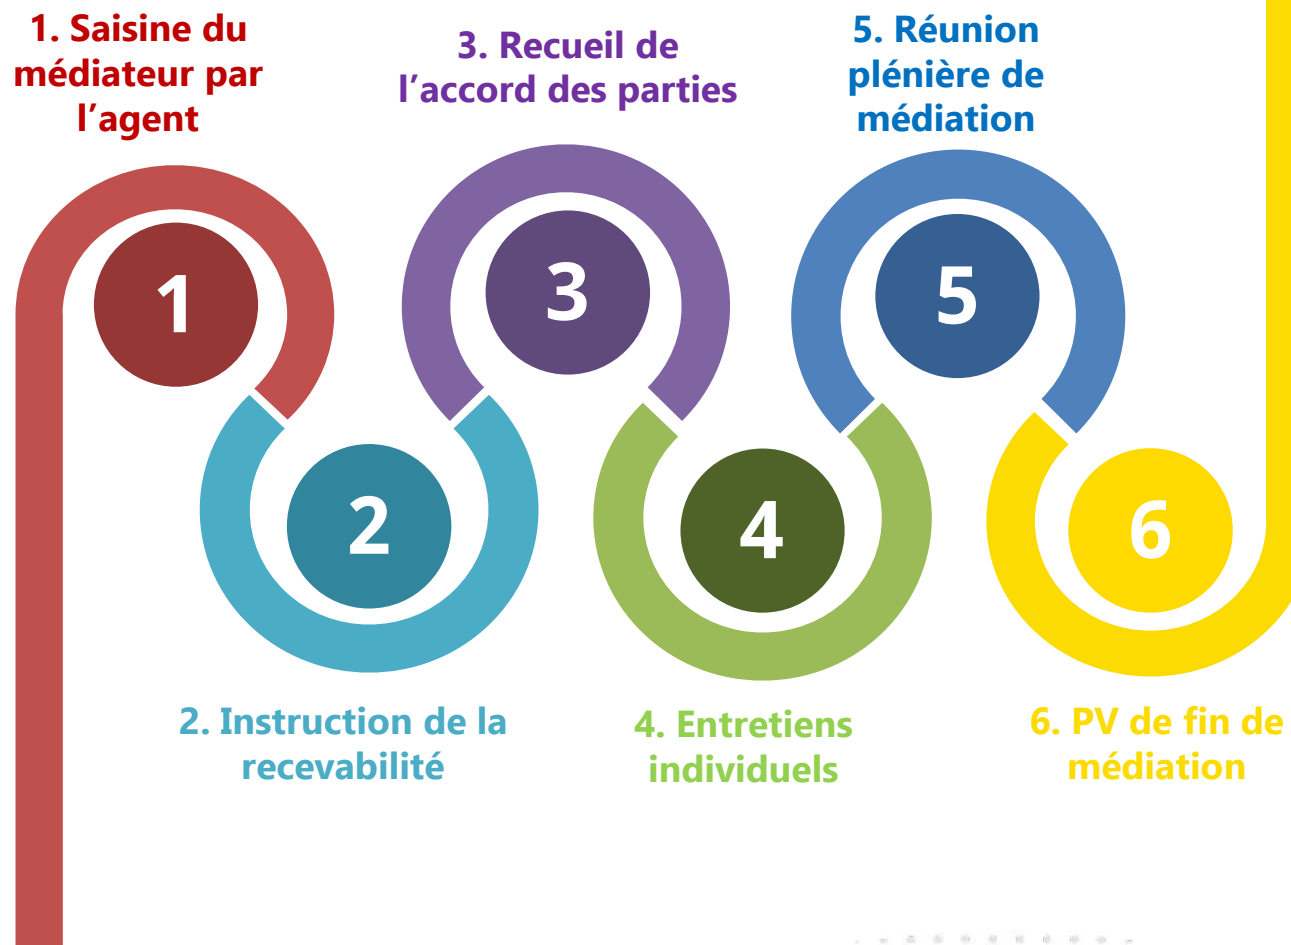 1. Saisine du
médiateur par
l’agent
1
2
2. Instruction de la
recevabilité
3. Recueil de
l’accord des parties
3
4
4. Entretiens
individuels
5. Réunion
plénière de
médiation
5
6
6. PV de fin de
médiation